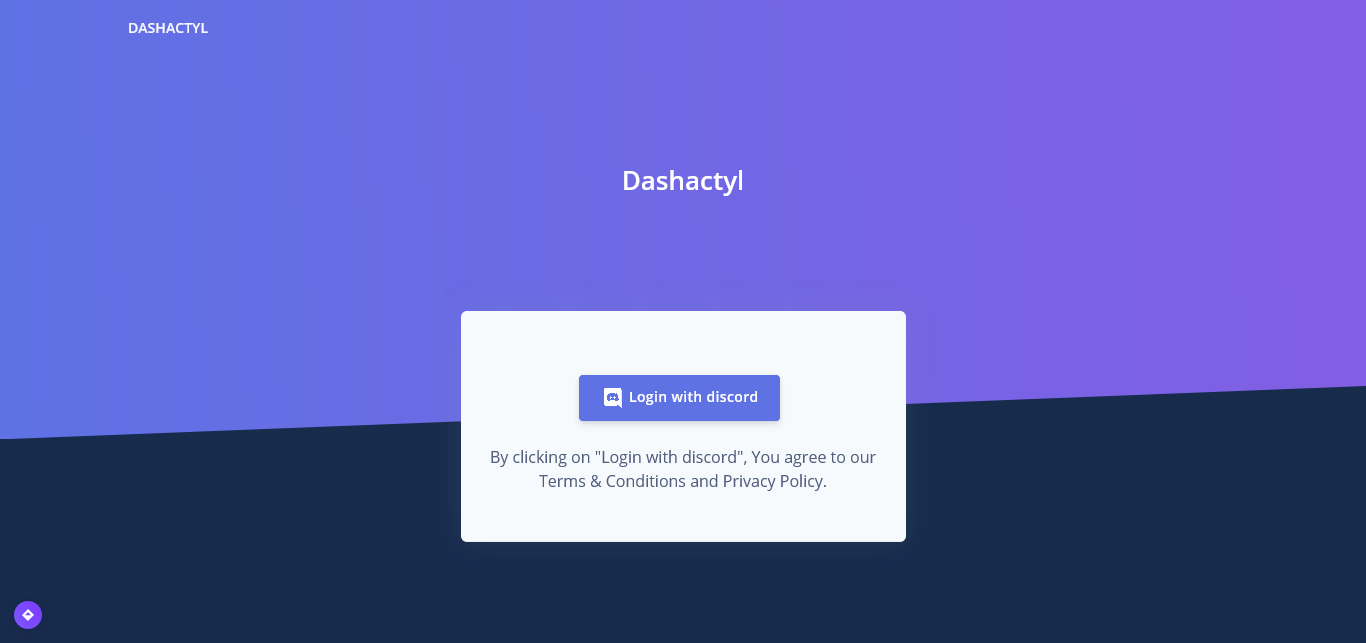 DASHACTYL
Dashactyl
Login with discord
By clicking on "Login with discord", You agree to our
Terms & Conditions and Privacy Policy.